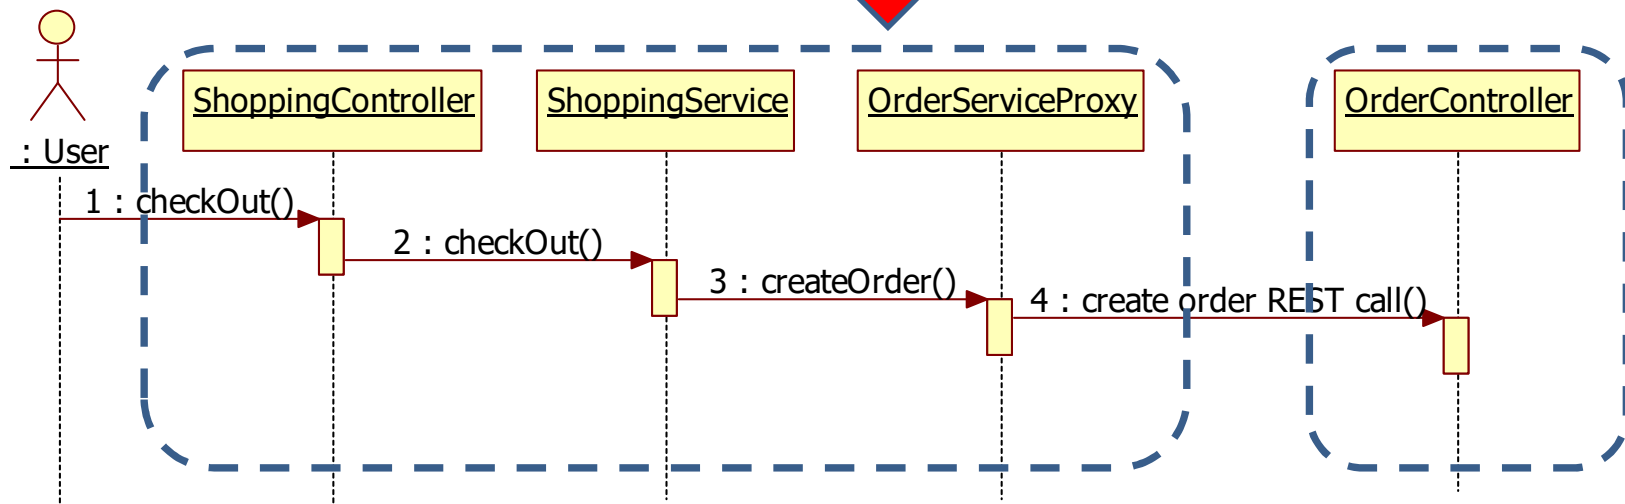 ShoppingController
ShoppingService
OrderServiceProxy
OrderController
: User
1 : checkOut()
2 : checkOut()
3 : createOrder()
4 : create order REST call()